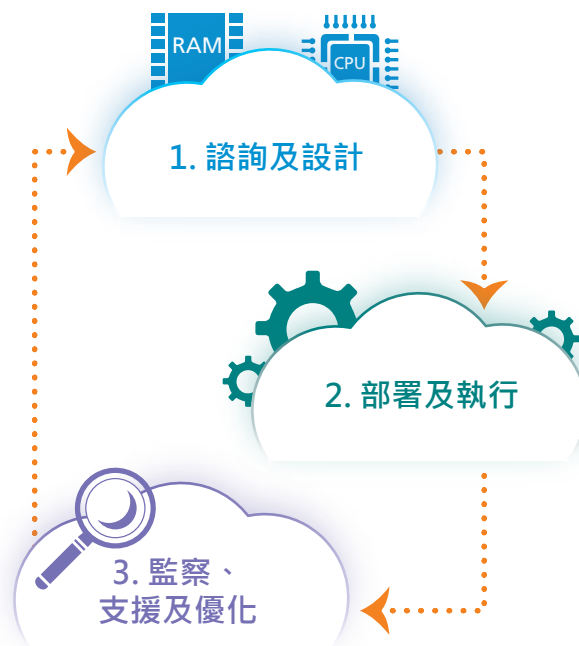 RAM
CPU
1. 諮詢及設計
2. 部署及執行
3. 監察、
支援及優化